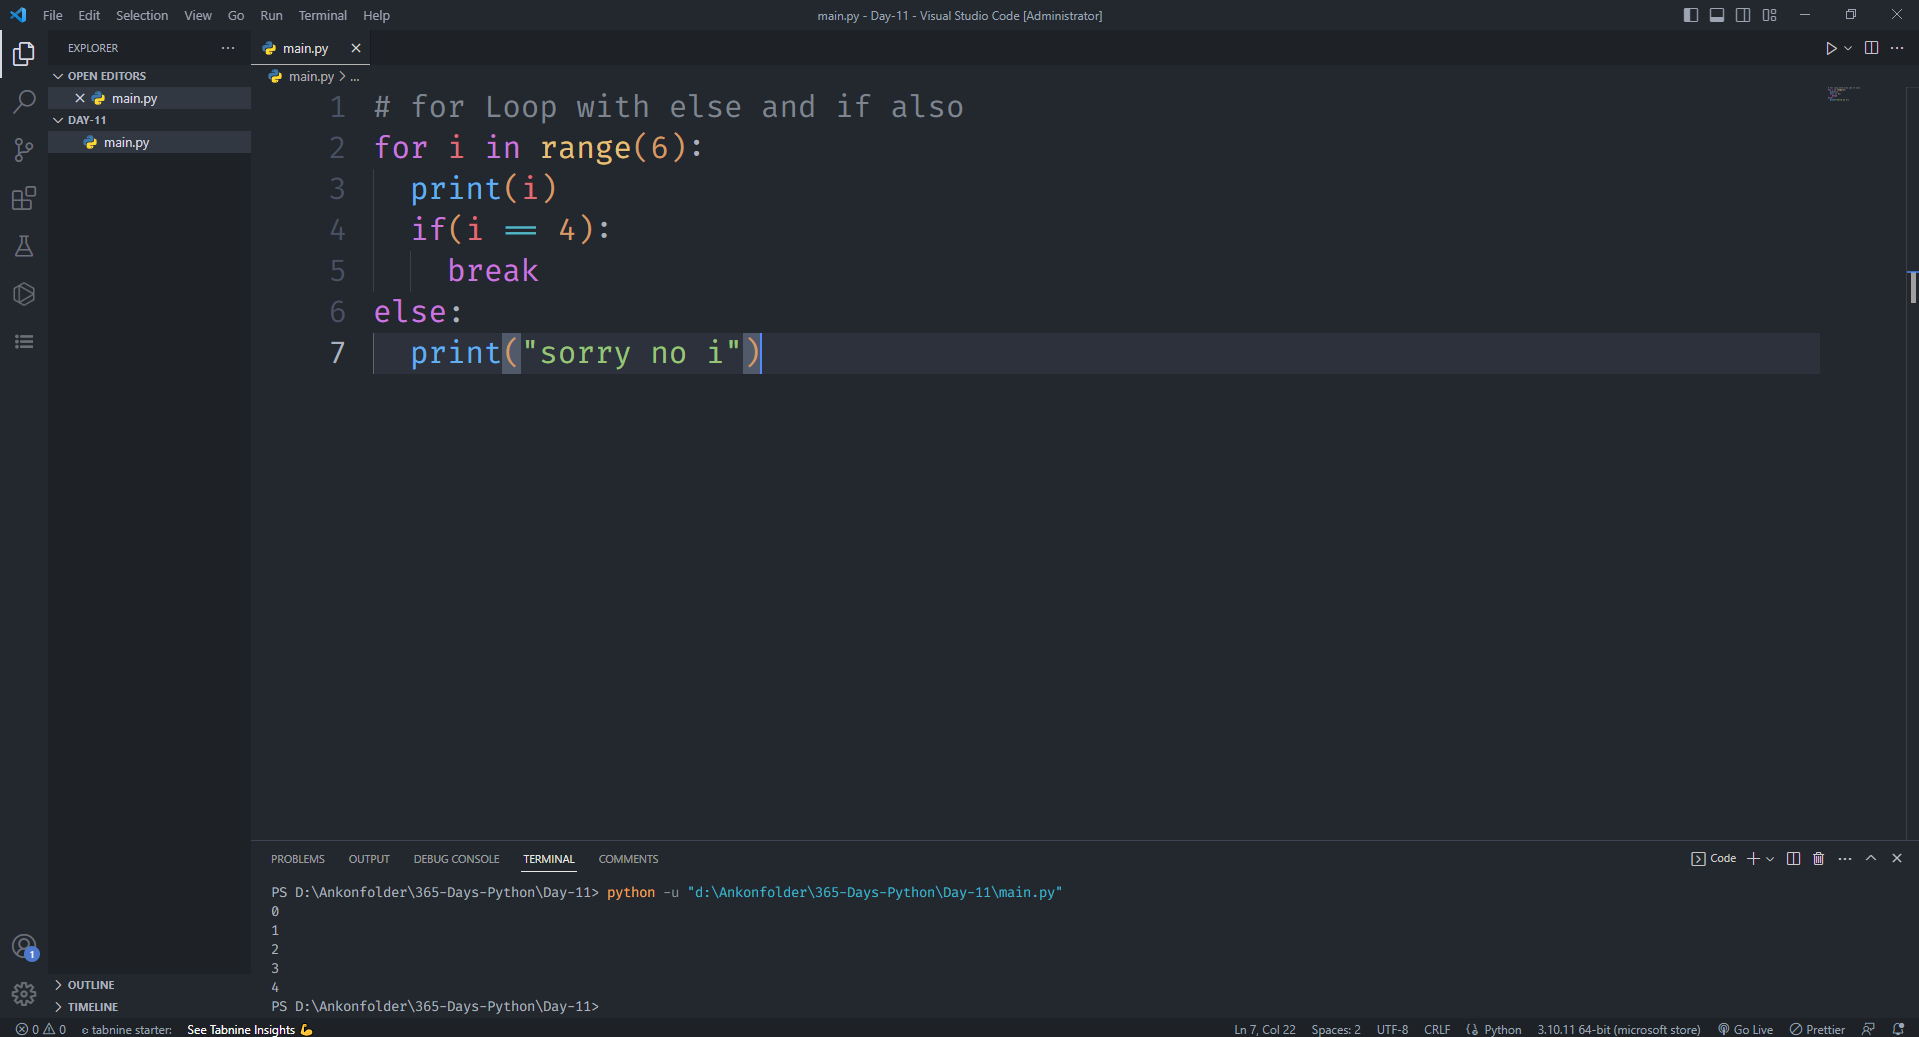 File Edit Selection View Go Run Terminal Help
main.py - Day-11 - Visual Studio Code [Administrator]
EXPLORER
OPEN EDITORS
main.py
DAY-11
main.py
OUTLINE
TIMELINE
main.py
main.py > ...
1 # for Loop with else and if also
2 for i in range(6):
3 print(i)
4 if(i == 4):
5 break
6 else:
7 print("sorry no i")
PROBLEMS OUTPUT DEBUG CONSOLE TERMINAL COMMENTS
Code
PS D:\Ankonfolder\365-Days-Python\Day-11> python -u "d:\Ankonfolder\365-Days-Python\Day-11\main.py"
0
1
2
3
4
PS D:\Ankonfolder\365-Days-Python\Day-11>
1
0 0 tabnine starter: See Tabnine Insights 💪 Ln 7, Col 22 Spaces: 2 UTF-8 CRLF Python 3.10.11 64-bit (microsoft store) Go Live Prettier